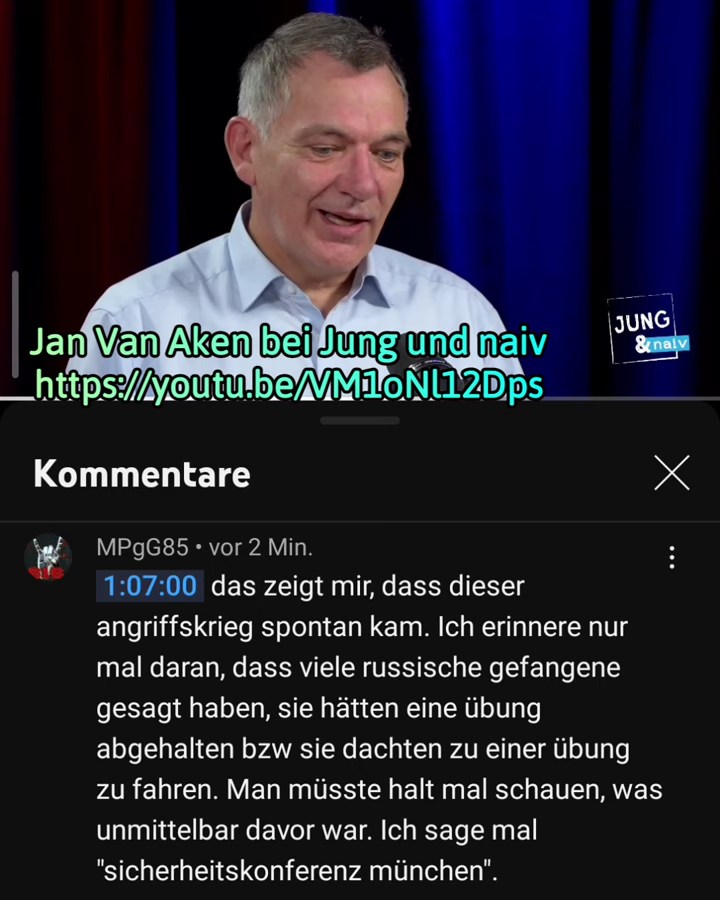 JUNG
& naiv
Jan Van Aken bei Jung und naiv
https://youtu.be/VM1oNl12Dps
Kommentare
MPgG85 • vor 2 Min.
1:07:00 das zeigt mir, dass dieser
angriffskrieg spontan kam. Ich erinnere nur
mal daran, dass viele russische gefangene
gesagt haben, sie hätten eine übung
abgehalten bzw sie dachten zu einer übung
zu fahren. Man müsste halt mal schauen, was
unmittelbar davor war. Ich sage mal
"sicherheitskonferenz münchen".